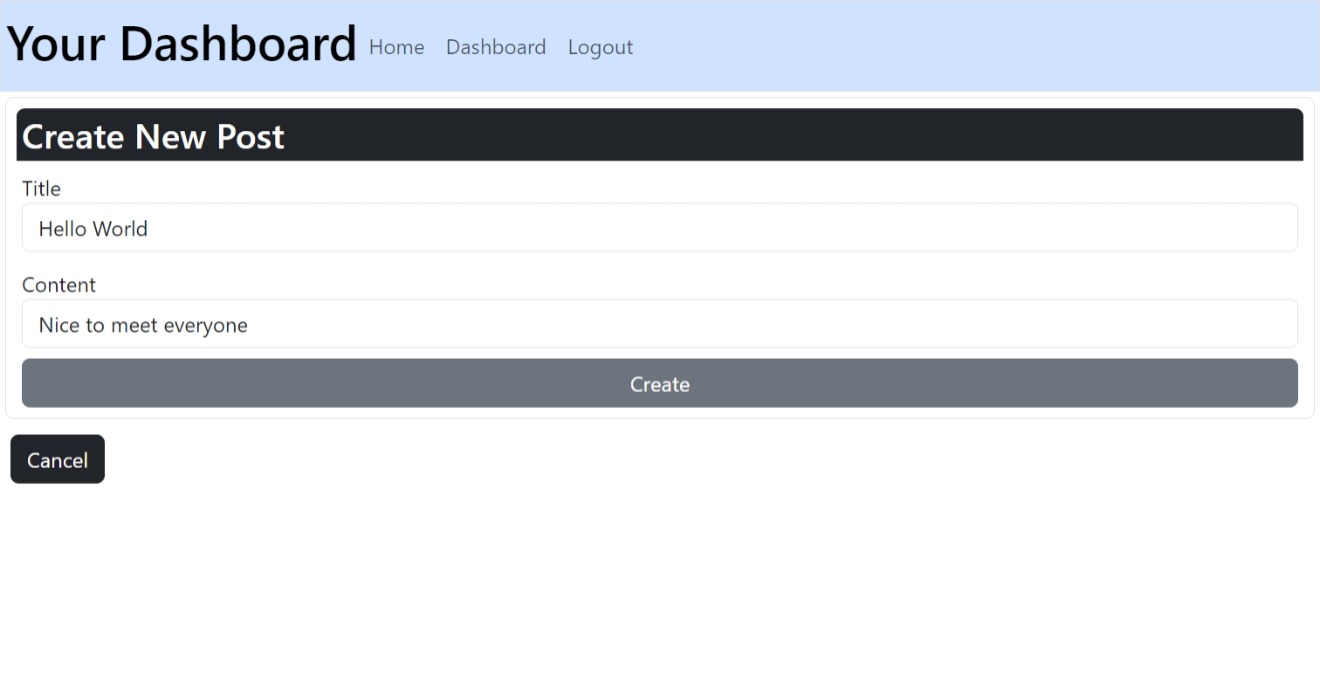 Your Dashboard Home Dashboard Logout
Create New Post
Title
Hello World
Content
Nice to meet everyone
Create
Cancel